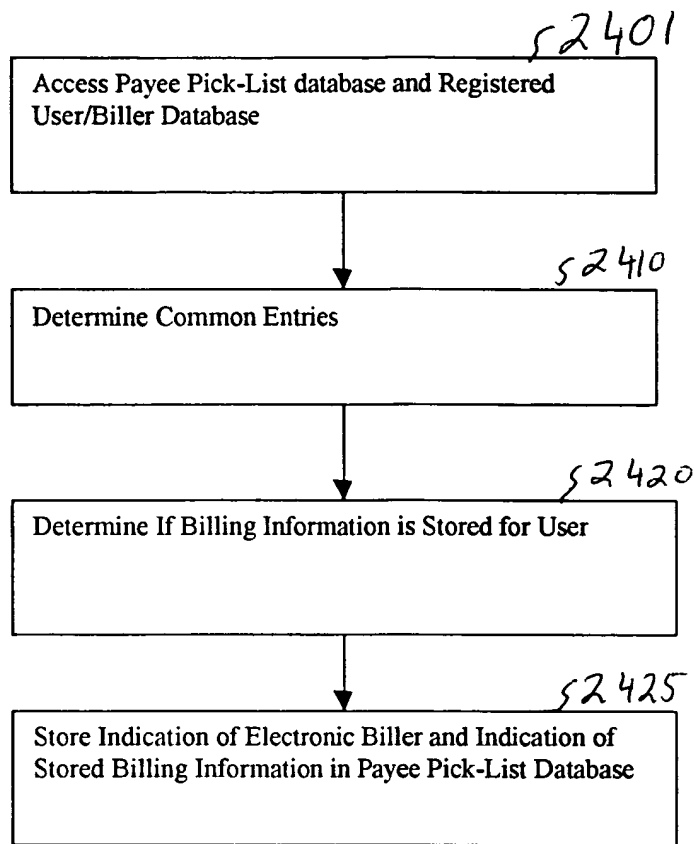 2401
Access Payee Pick-List database and Registered
User/Biller Database
2410
Determine Common Entries
2420
Determine If Billing Information is Stored for User
2425
Store Indication of Electronic Biller and Indication of
Stored Billing Information in Payee Pick-List Database